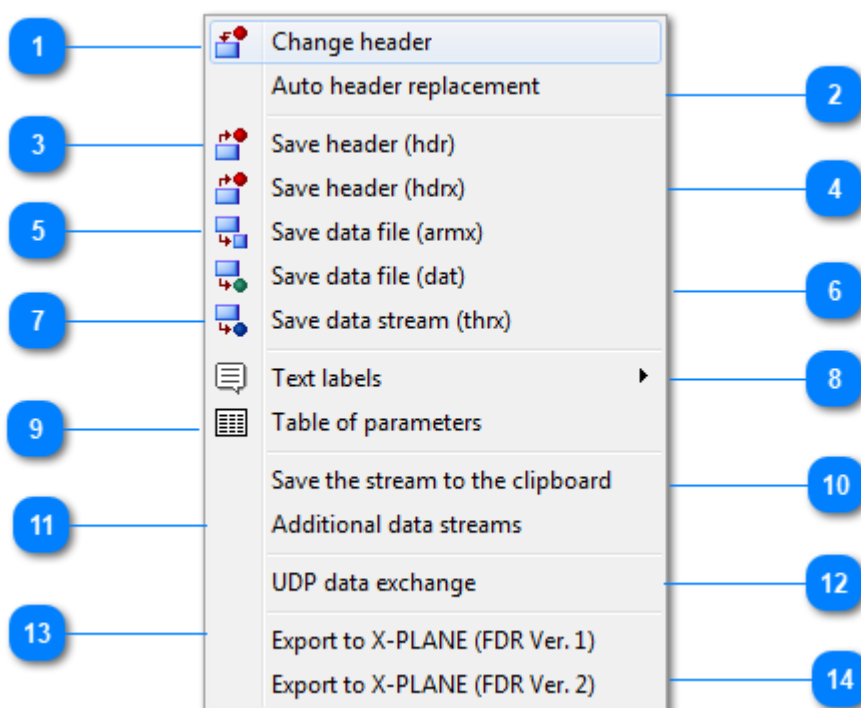 1 Change header
Auto header replacement 2
3 Save header (hdr)
Save header (hdrx) 4
5 Save data file (armx)
Save data file (dat) 6
7 Save data stream (thrx)
Text labels 8
9 Table of parameters
Save the stream to the clipboard 10
11 Additional data streams
UDP data exchange 12
13 Export to X-PLANE (FDR Ver. 1)
Export to X-PLANE (FDR Ver. 2) 14